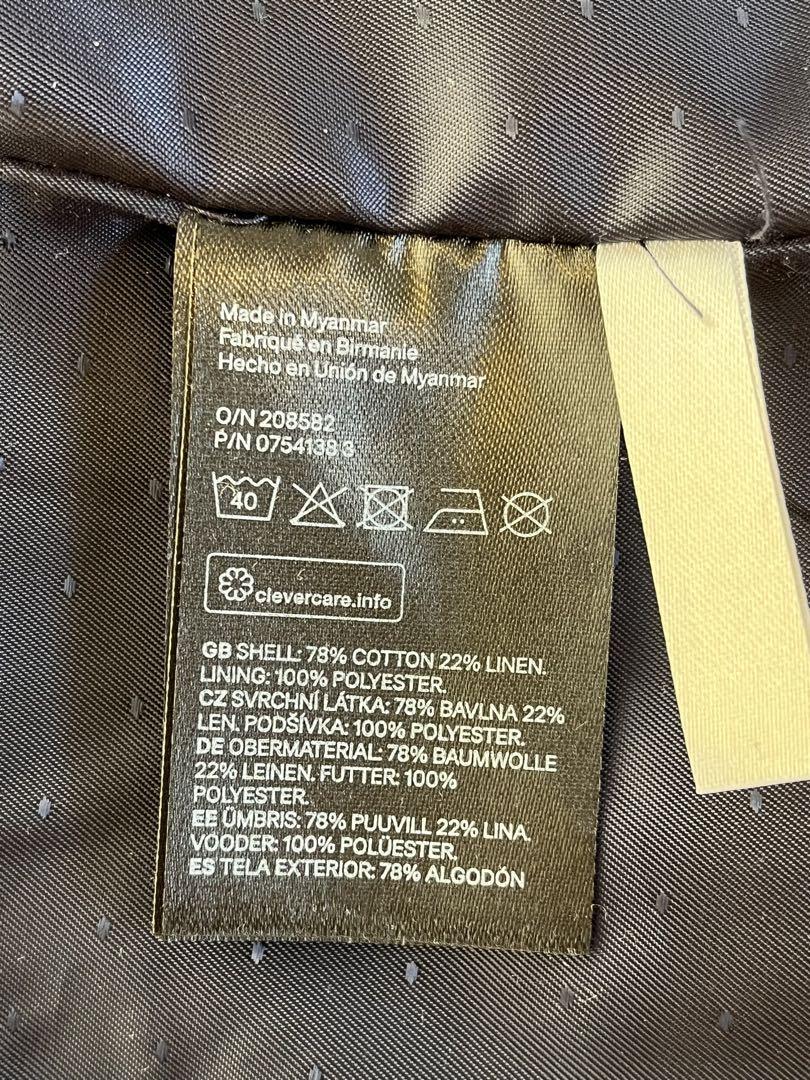 Made in Myanmar
Fabriqué en Birmanie
Hecho en Unión de Myanmar
O/N 208582
P/N 0754138 3
40
clevercare.info
GB SHELL: 78% COTTON 22% LINEN.
LINING: 100% POLYESTER.
CZ SVRCHNÍ LÁTKA: 78% BAVLNA 22%
LEN. PODŠÍVKA: 100% POLYESTER.
DE OBERMATERIAL: 78% BAUMWOLLE
22% LEINEN. FUTTER: 100%
POLYESTER.
EE ÜMBRIS: 78% PUUVILL 22% LINA.
VOODER: 100% POLÜESTER.
ES TELA EXTERIOR: 78% ALGODÓN